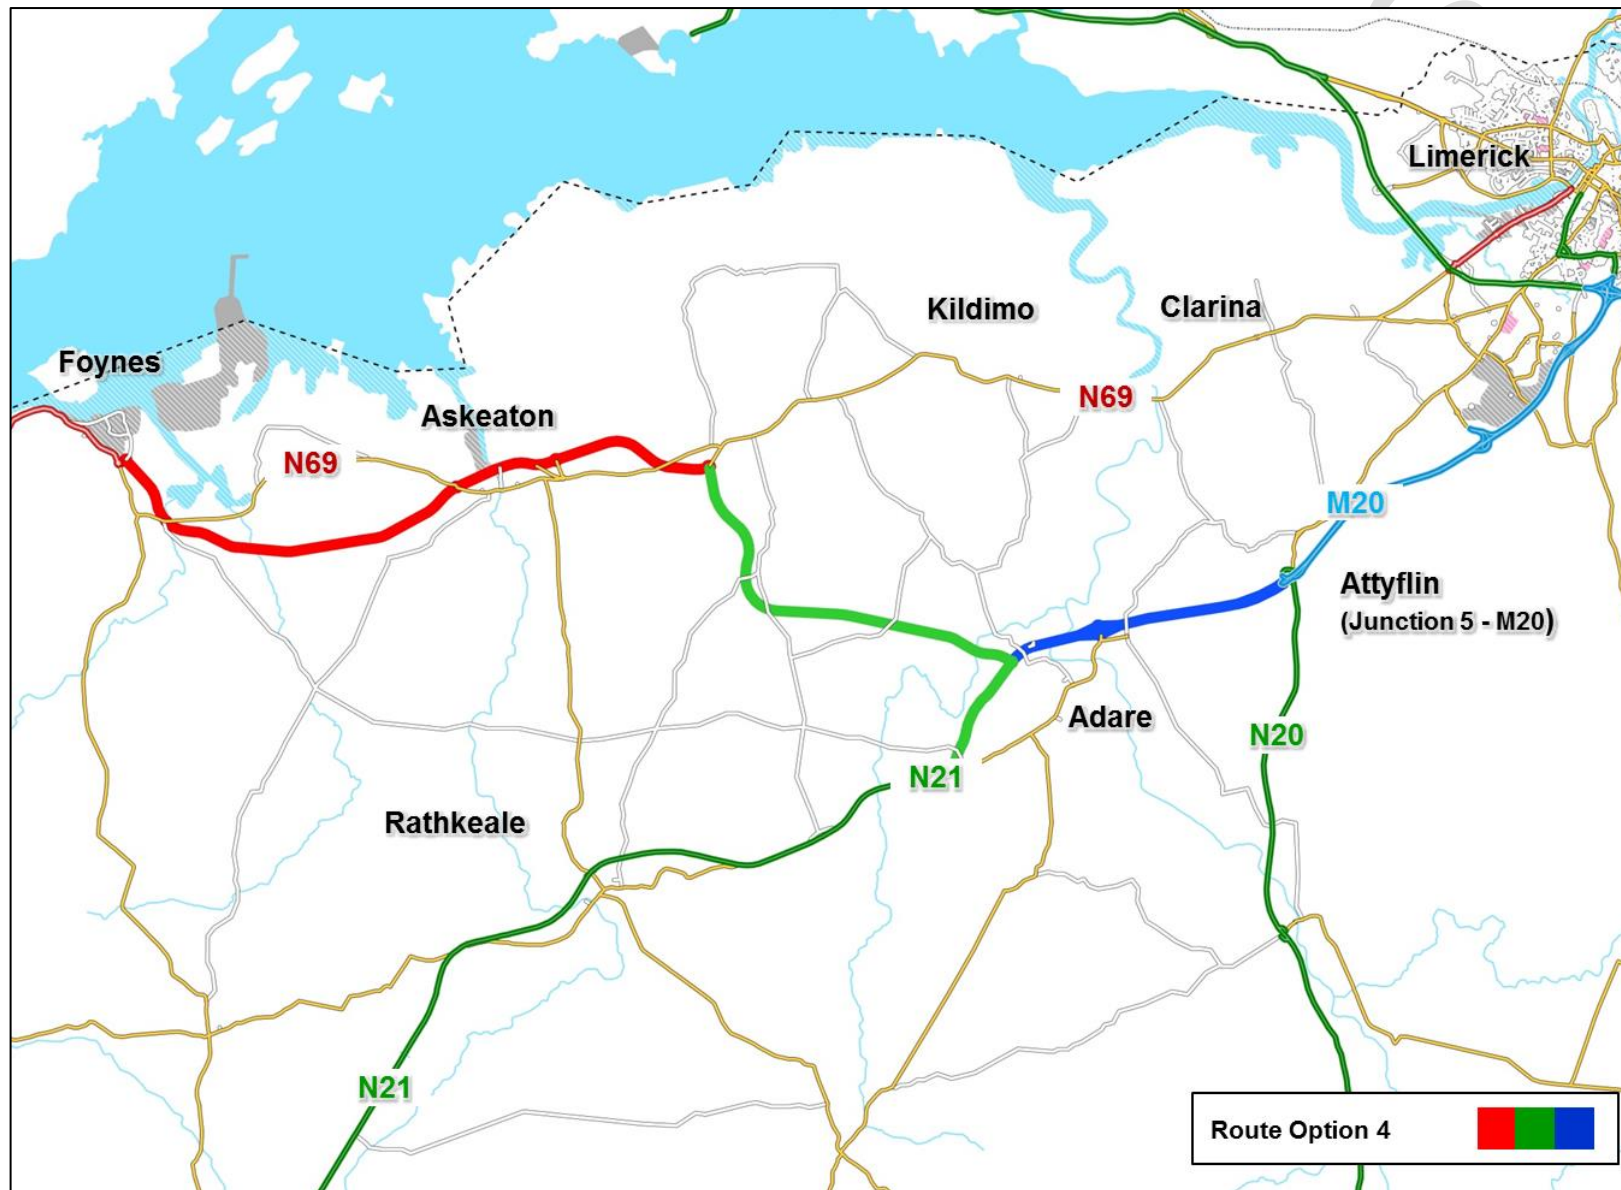 Limerick
Kildimo
Clarina
Foynes
N69
Askeaton
N69
M20
Attyflin
(Junction 5 - M20)
Adare
N20
N21
Rathkeale
N21
Route Option 4